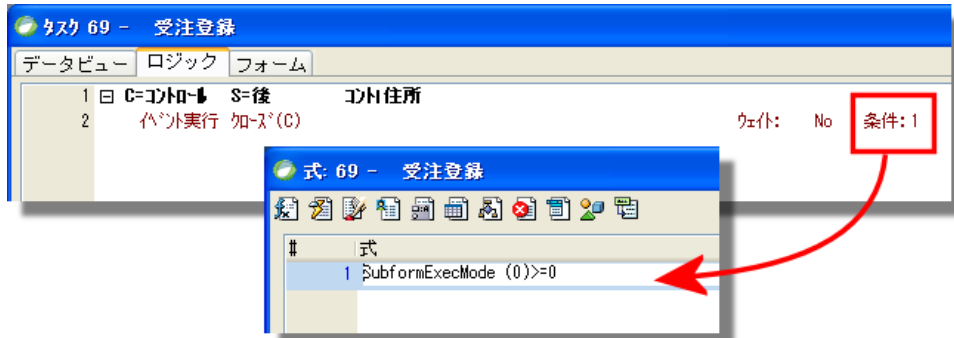 タスク 69 - 受注登録
データビュー ロジック フォーム
1 C=コントロール S=後 コントロ住所
2 イベント実行 クローズ(C) ウェイト: No 条件:1
式: 69 - 受注登録
# 式
1 SubformExecMode (0)>=0